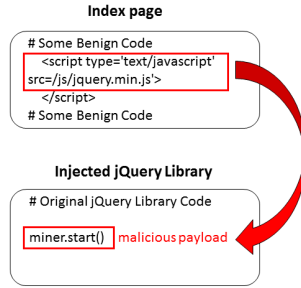 Index page
# Some Benign Code
<script type='text/javascript'
src=/js/jquery.min.js'>
</script>
# Some Benign Code
Injected jQuery Library
# Original jQuery Library Code
miner.start() malicious payload